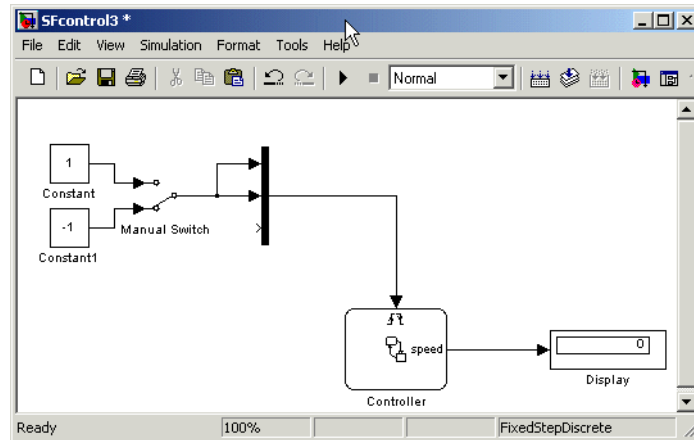 SFcontrol3 *
File Edit View Simulation Format Tools Help
Normal
1
Constant
-1
Manual Switch
Constant1
speed
0
Display
Controller
Ready 100% FixedStepDiscrete